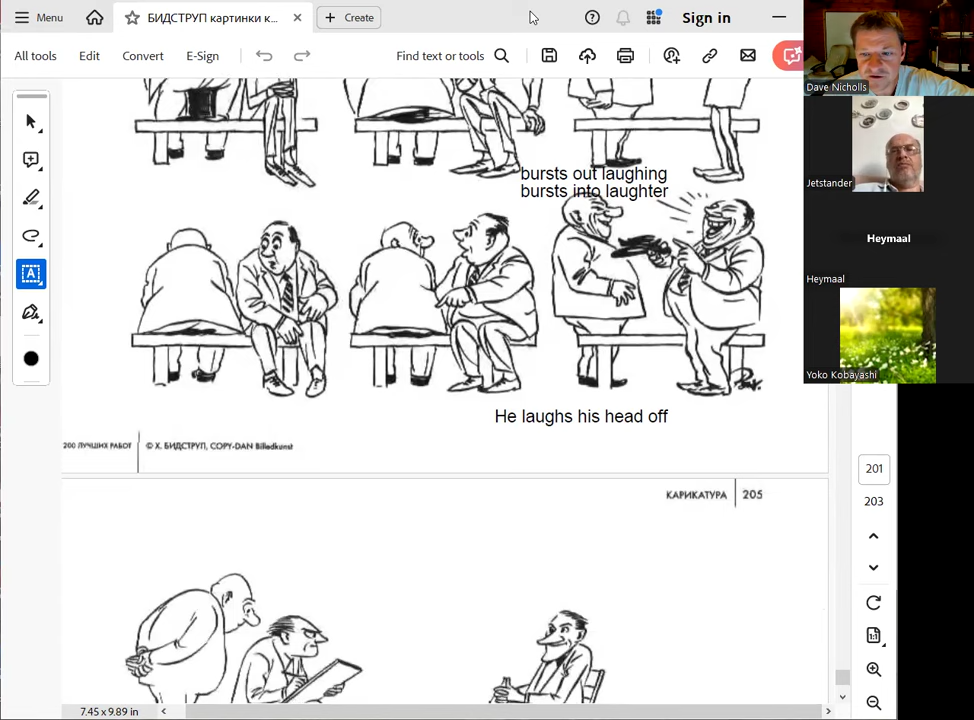 Menu
БИДСТРУП картинки к...
Create
Sign in
All tools
Edit
Convert
E-Sign
Find text or tools
Dave Nicholls
Jetstander
Heymaal
Heymaal
Yoko Kobayashi
bursts out laughing
bursts into laughter
He laughs his head off
200 ЛУЧШИХ РАБОТ
© Х. БИДСТРУП, COPY-DAN Billedkunst
КАРИКАТУРА 205
201
203
1:1
7.45 x 9.89 in